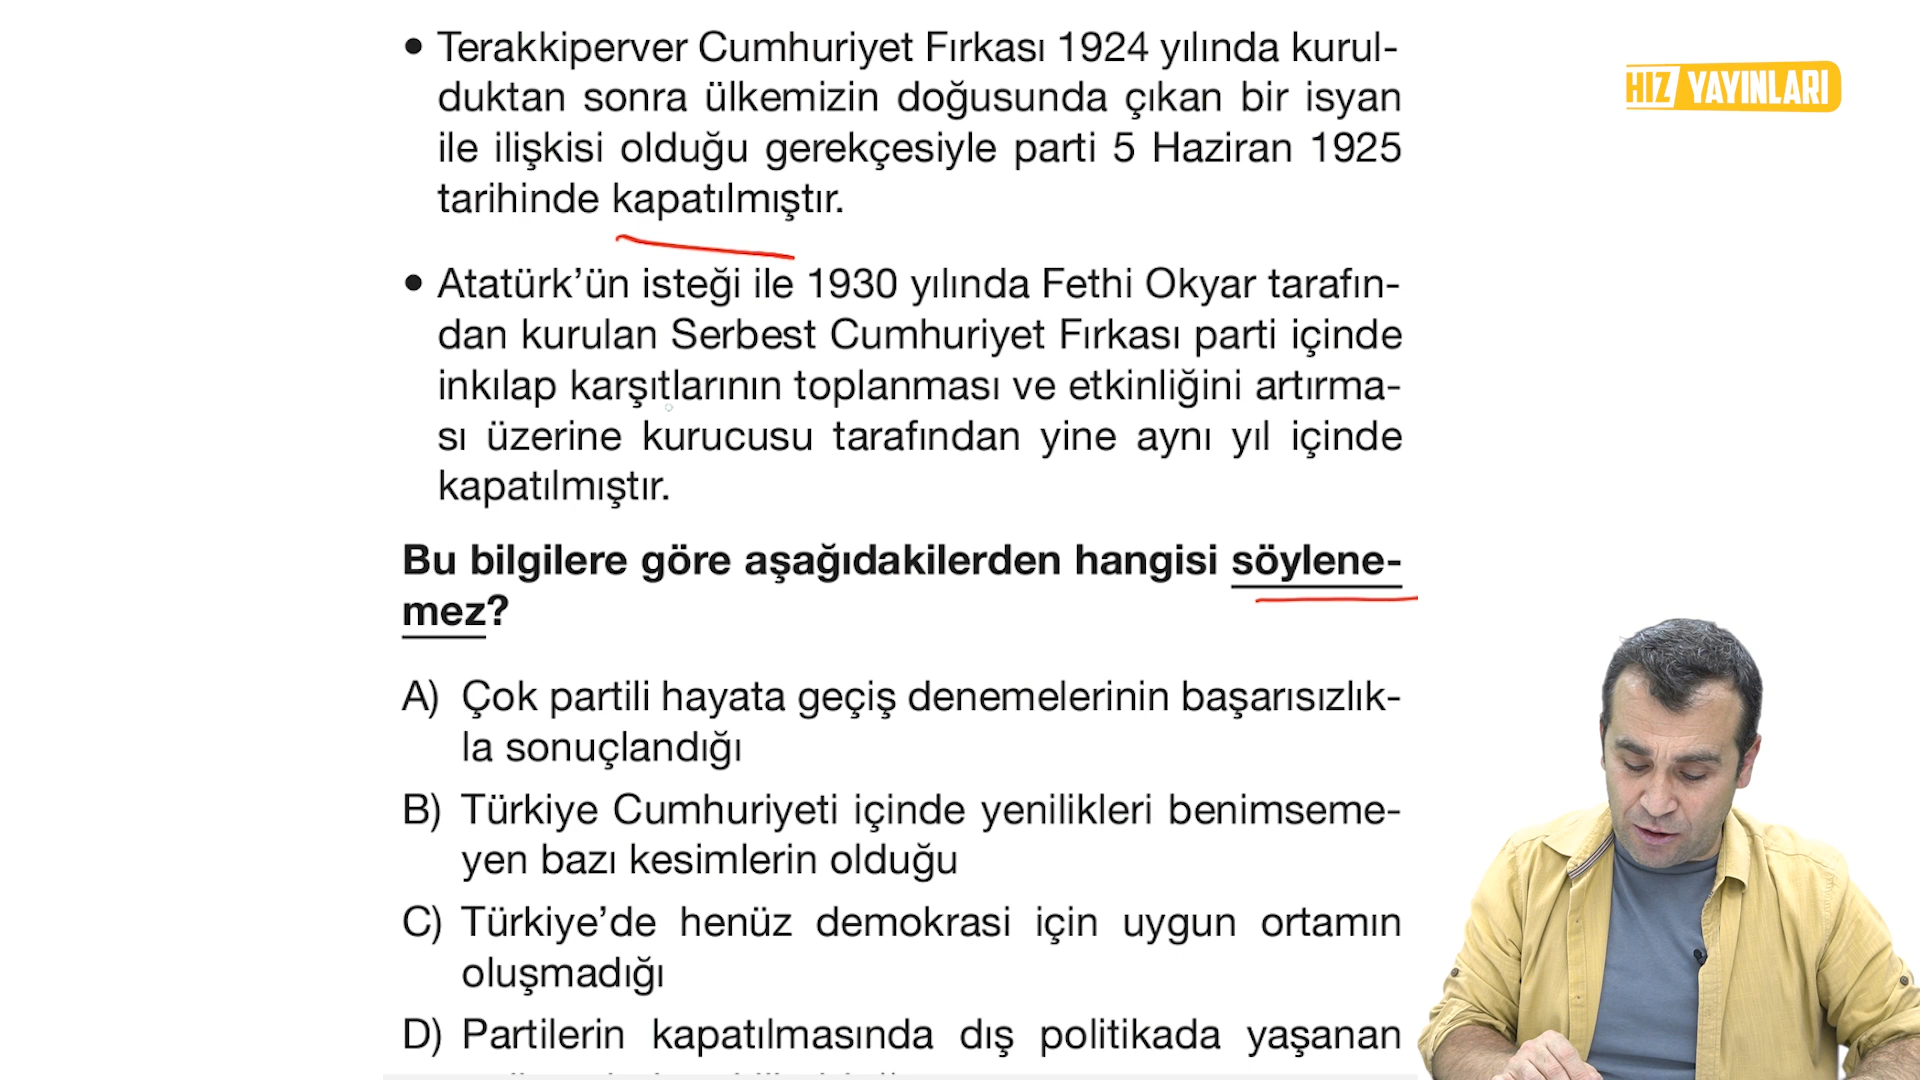 • Terakkiperver Cumhuriyet Fırkası 1924 yılında kurul-
duktan sonra ülkemizin doğusunda çıkan bir isyan
ile ilişkisi olduğu gerekçesiyle parti 5 Haziran 1925
tarihinde kapatılmıştır.
• Atatürk’ün isteği ile 1930 yılında Fethi Okyar tarafın-
dan kurulan Serbest Cumhuriyet Fırkası parti içinde
inkılap karşıtlarının toplanması ve etkinliğini artırma-
sı üzerine kurucusu tarafından yine aynı yıl içinde
kapatılmıştır.
Bu bilgilere göre aşağıdakilerden hangisi söylene-
mez?
A) Çok partili hayata geçiş denemelerinin başarısızlık-
la sonuçlandığı
B) Türkiye Cumhuriyeti içinde yenilikleri benimseme-
yen bazı kesimlerin olduğu
C) Türkiye’de henüz demokrasi için uygun ortamın
oluşmadığı
D) Partilerin kapatılmasında dış politikada yaşanan
HIZ YAYINLARI